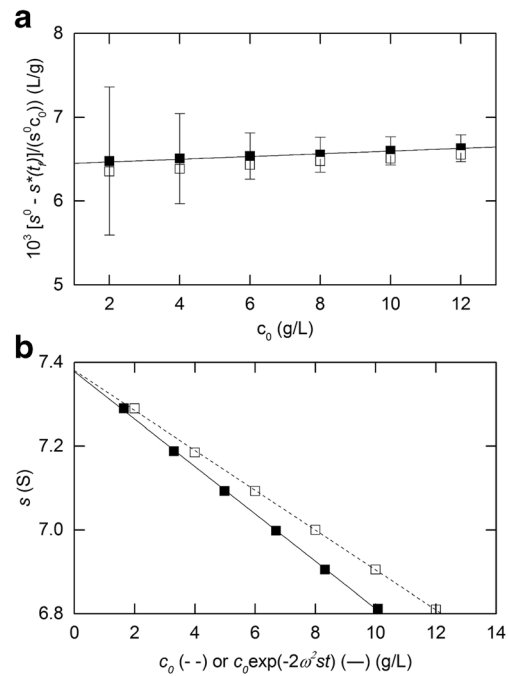 a
10³ [s⁰ - s*(tƒ)]/(s⁰c₀)) (L/g)
8
7
6
5
2 4 6 8 10 12
c₀ (g/L)
b
s (S)
7.4
7.2
7.0
6.8
0 2 4 6 8 10 12 14
c₀ (- -) or c₀exp(-2ω²st) (—) (g/L)